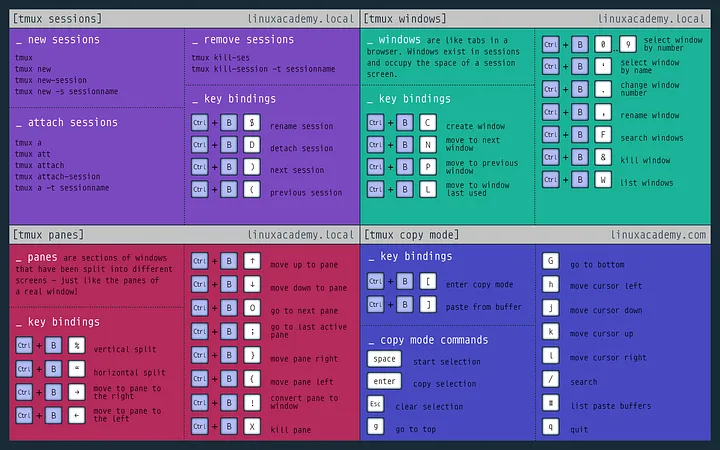 [tmux sessions] linuxacademy.local
_ new sessions
tmux
tmux new
tmux new-session
tmux new -s sessionname
_ attach sessions
tmux a
tmux att
tmux attach
tmux attach-session
tmux a -t sessionname
_ remove sessions
tmux kill-ses
tmux kill-session -t sessionname
_ key bindings
Ctrl + B $ rename session
Ctrl + B D detach session
Ctrl + B ) next session
Ctrl + B ( previous session
[tmux windows] linuxacademy.local
_ windows are like tabs in a
browser. Windows exist in sessions
and occupy the space of a session
screen.
_ key bindings
Ctrl + B C create window
Ctrl + B N move to next
window
Ctrl + B P move to previous
window
Ctrl + B L move to window
last used
Ctrl + B 0 ... 9 select window
by number
Ctrl + B ' select window
by name
Ctrl + B . change window
number
Ctrl + B , rename window
Ctrl + B F search windows
Ctrl + B & kill window
Ctrl + B W list windows
[tmux panes] linuxacademy.local
_ panes are sections of windows
that have been split into different
screens – just like the panes of
a real window!
_ key bindings
Ctrl + B % vertical split
Ctrl + B " horizontal split
Ctrl + B → move to pane to
the right
Ctrl + B ← move to pane to
the left
Ctrl + B ↑ move up to pane
Ctrl + B ↓ move down to pane
Ctrl + B O go to next pane
Ctrl + B ; go to last active
pane
Ctrl + B } move pane right
Ctrl + B { move pane left
Ctrl + B ! convert pane to
window
Ctrl + B X kill pane
[tmux copy mode] linuxacademy.com
_ key bindings
Ctrl + B [ enter copy mode
Ctrl + B ] paste from buffer
_ copy mode commands
space start selection
enter copy selection
Esc clear selection
g go to top
G go to bottom
h move cursor left
j move cursor down
k move cursor up
l move cursor right
/ search
# list paste buffers
q quit